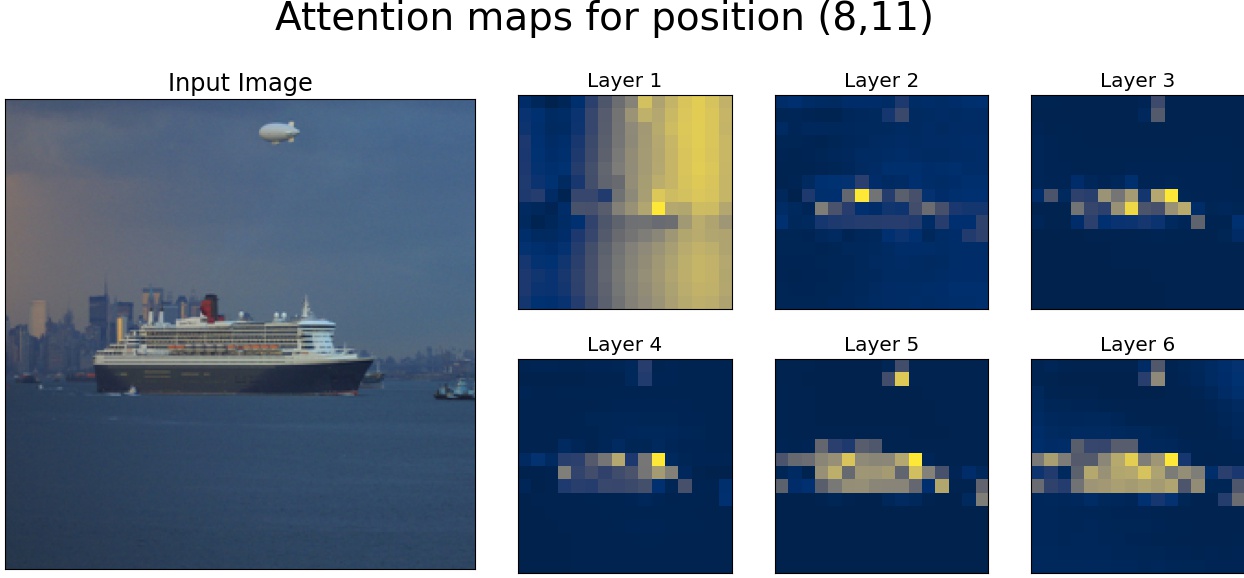 Attention maps for position (8,11)
Input Image
Layer 1
Layer 2
Layer 3
Layer 4
Layer 5
Layer 6